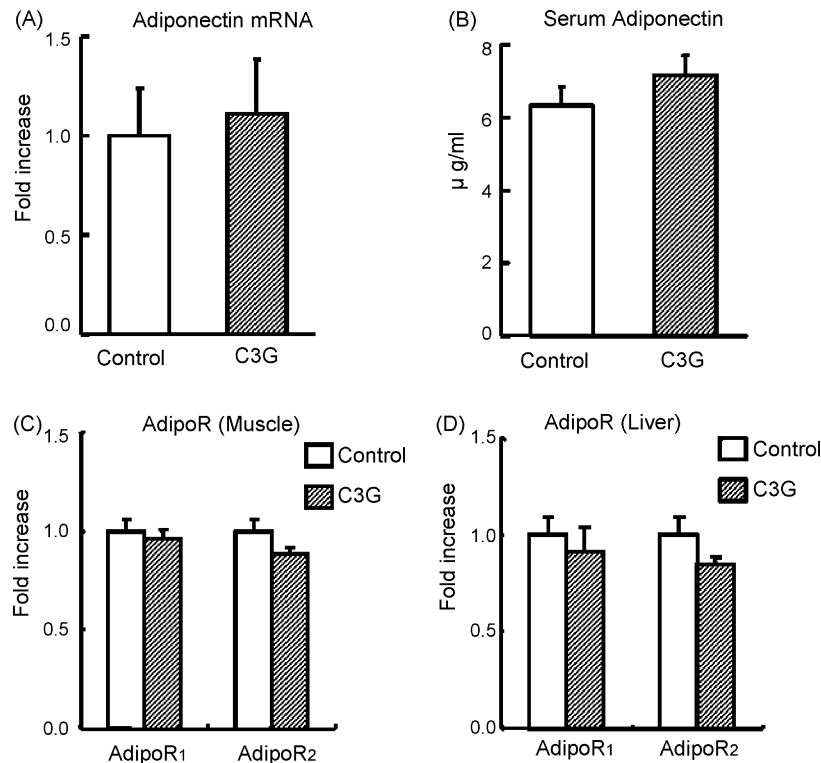 (A) Adiponectin mRNA
Fold increase
1.5
1.0
0.5
0.0
Control C3G
(B) Serum Adiponectin
μ g/ml
8
6
4
2
0
Control C3G
(C) AdipoR (Muscle)
Fold increase
1.5
1.0
0.5
0.0
Control
C3G
AdipoR1 AdipoR2
(D) AdipoR (Liver)
Fold increase
1.5
1.0
0.5
0.0
Control
C3G
AdipoR1 AdipoR2